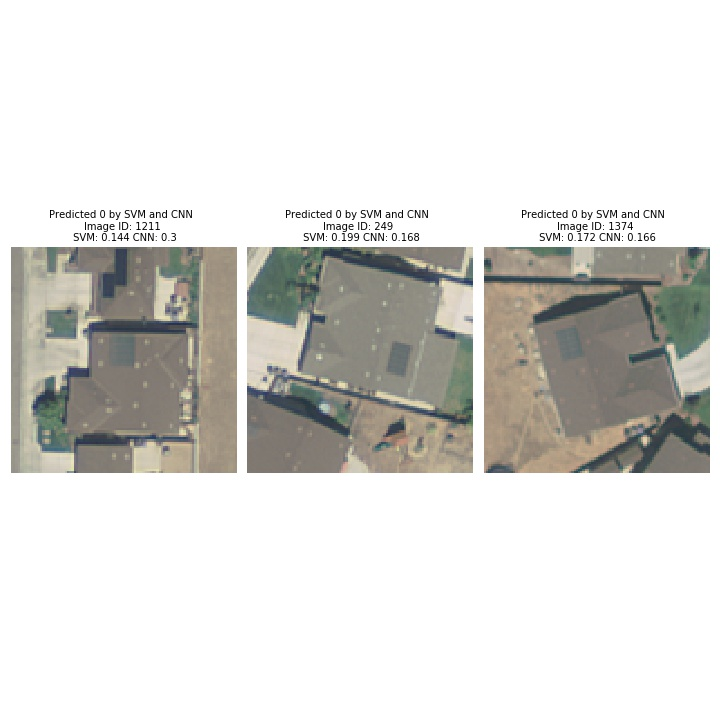 Predicted 0 by SVM and CNN
Image ID: 1211
SVM: 0.144 CNN: 0.3
Predicted 0 by SVM and CNN
Image ID: 249
SVM: 0.199 CNN: 0.168
Predicted 0 by SVM and CNN
Image ID: 1374
SVM: 0.172 CNN: 0.166